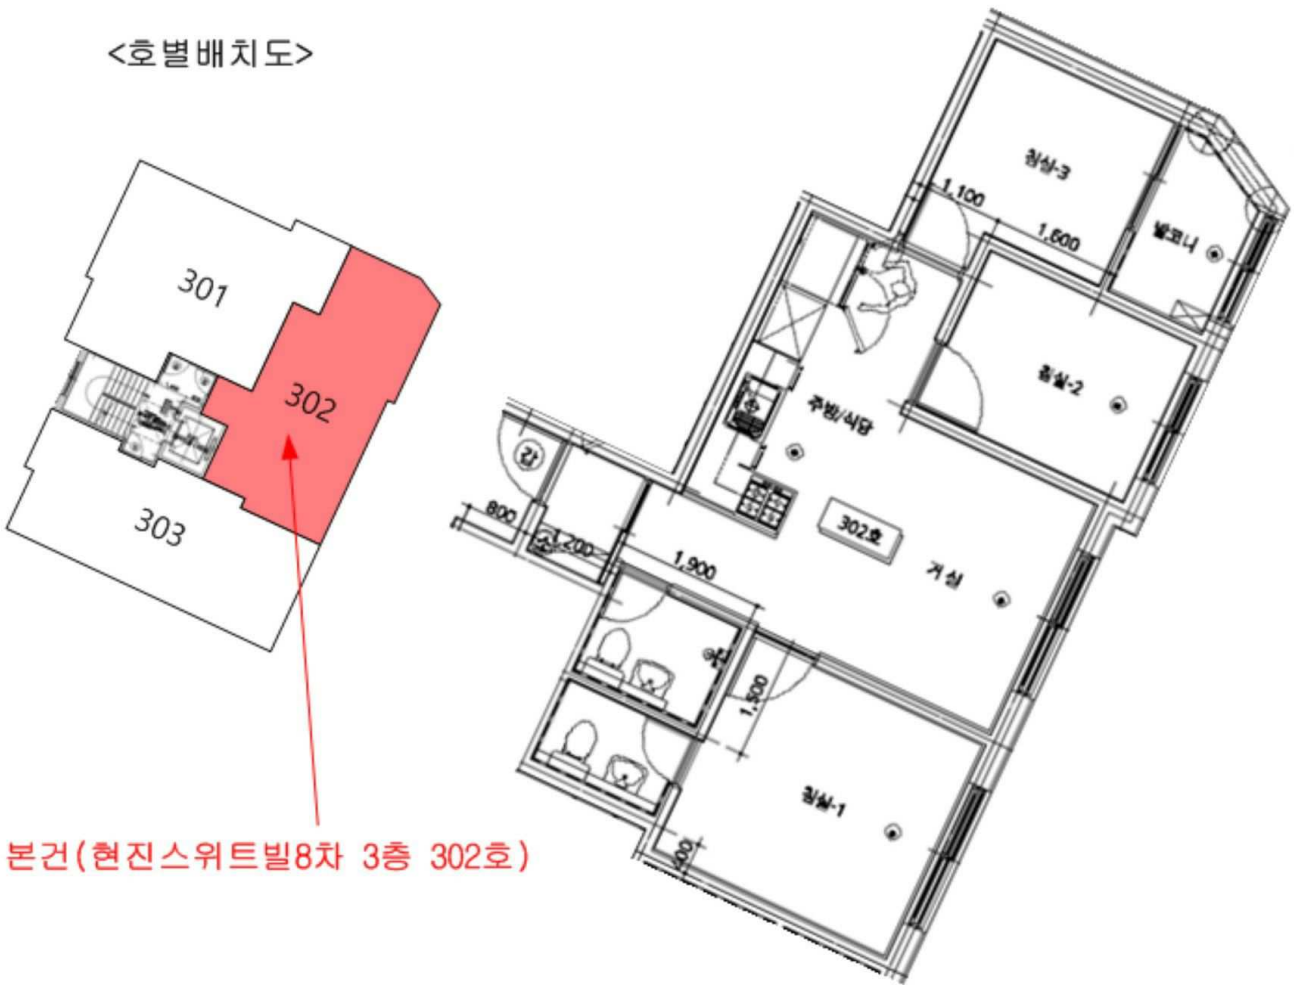 <호별배치도>
301
302
303
본건(현진스위트빌8차 3층 302호)
침실-3
1,100
1,600
발코니
침실-2
주방/식당
302호
거실
갑
800
1,200
소
1,900
1,500
침실-1